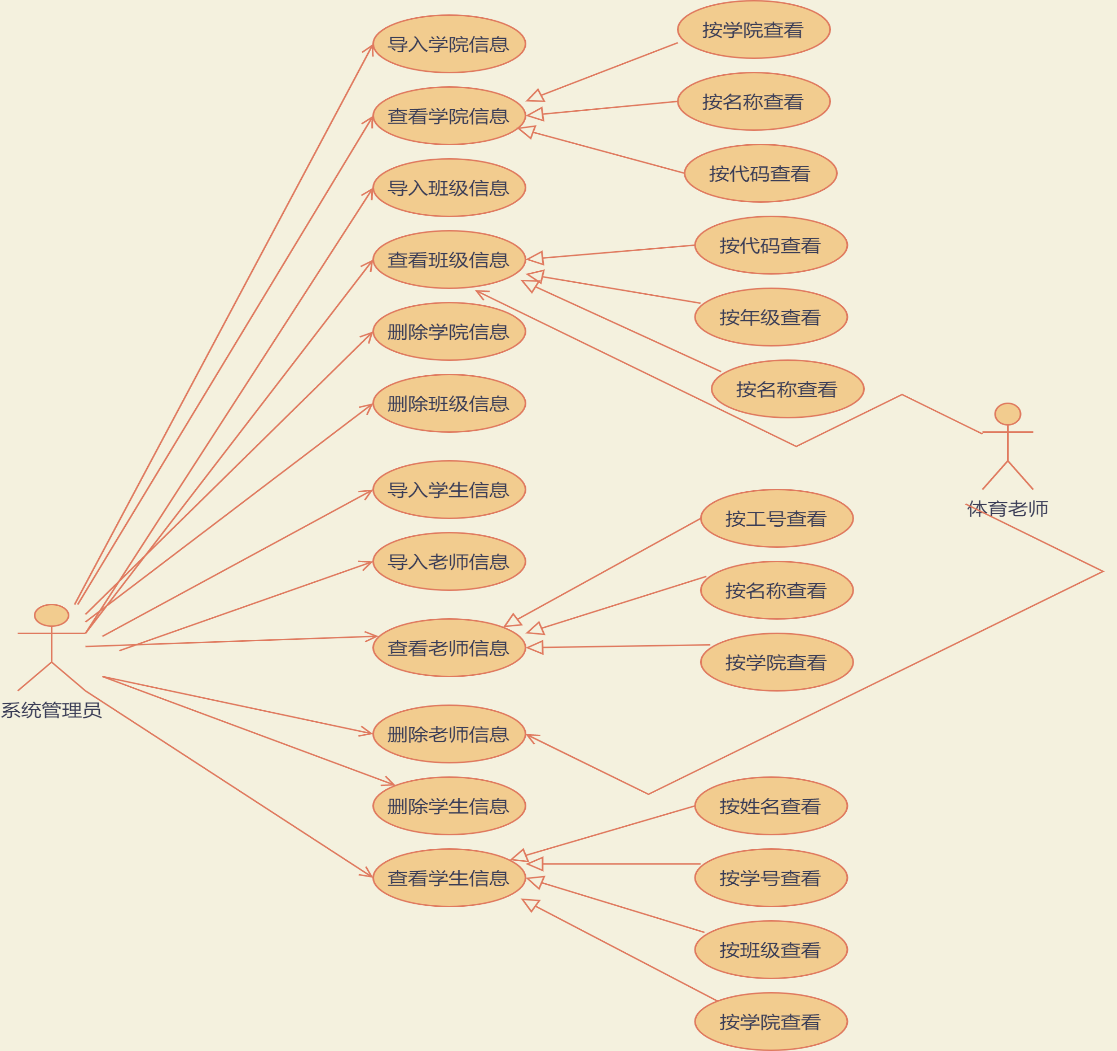 导入学院信息
查看学院信息
导入班级信息
查看班级信息
删除学院信息
删除班级信息
导入学生信息
导入老师信息
查看老师信息
删除老师信息
删除学生信息
查看学生信息
按学院查看
按名称查看
按代码查看
按代码查看
按年级查看
按名称查看
按工号查看
按名称查看
按学院查看
按姓名查看
按学号查看
按班级查看
按学院查看
系统管理员
体育老师